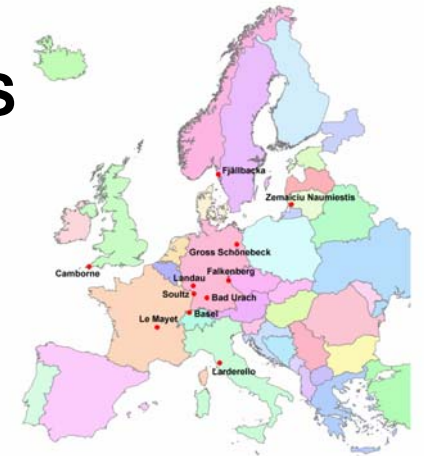 s
Fjällbacka
Zemaiciu Naumiestis
Gross Schönebeck
Camborne
Falkenberg
Landau
Soultz
Bad Urach
Basel
Le Mayet
Larderello